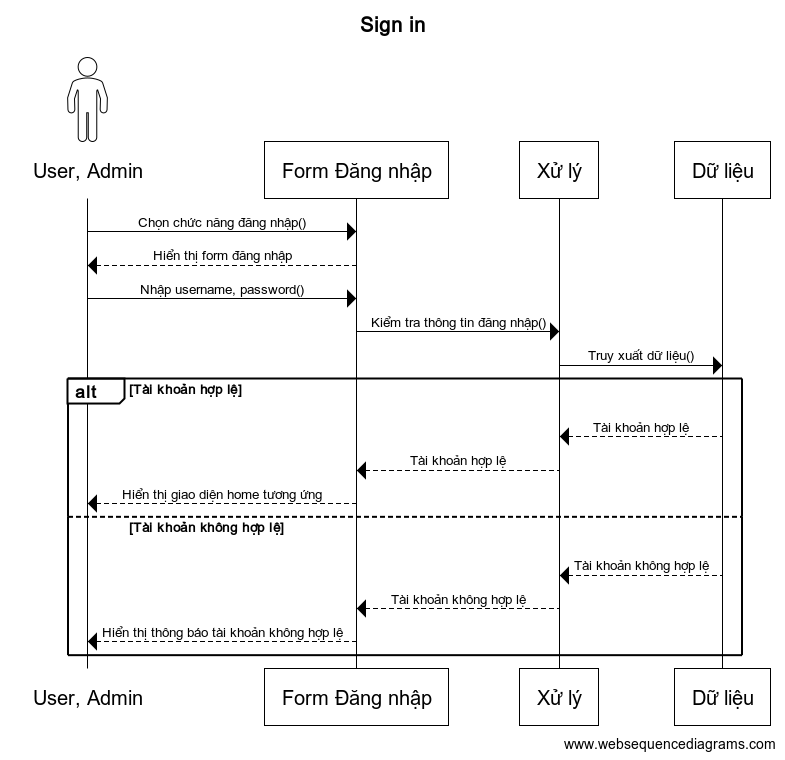 Sign in
User, Admin
Form Đăng nhập
Xử lý
Dữ liệu
Chọn chức năng đăng nhập()
Hiển thị form đăng nhập
Nhập username, password()
Kiểm tra thông tin đăng nhập()
Truy xuất dữ liệu()
alt
[Tài khoản hợp lệ]
Tài khoản hợp lệ
Tài khoản hợp lệ
Hiển thị giao diện home tương ứng
[Tài khoản không hợp lệ]
Tài khoản không hợp lệ
Tài khoản không hợp lệ
Hiển thị thông báo tài khoản không hợp lệ
User, Admin
Form Đăng nhập
Xử lý
Dữ liệu
www.websequencediagrams.com